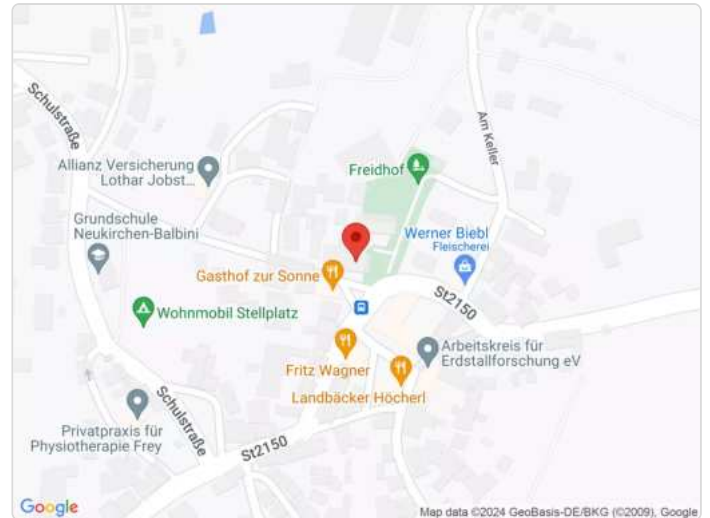 Schulstraße
Am Keller
Allianz Versicherung
Lothar Jobst...
Freidhof
Grundschule
Neukirchen-Balbini
Werner Biebl
Fleischerei
Gasthof zur Sonne
St2150
Wohnmobil Stellplatz
Arbeitskreis für
Erdstallforschung eV
Fritz Wagner
Landbäcker Höcherl
Schulstraße
Privatpraxis für
Physiotherapie Frey
St2150
Google
Map data ©2024 GeoBasis-DE/BKG (©2009), Google